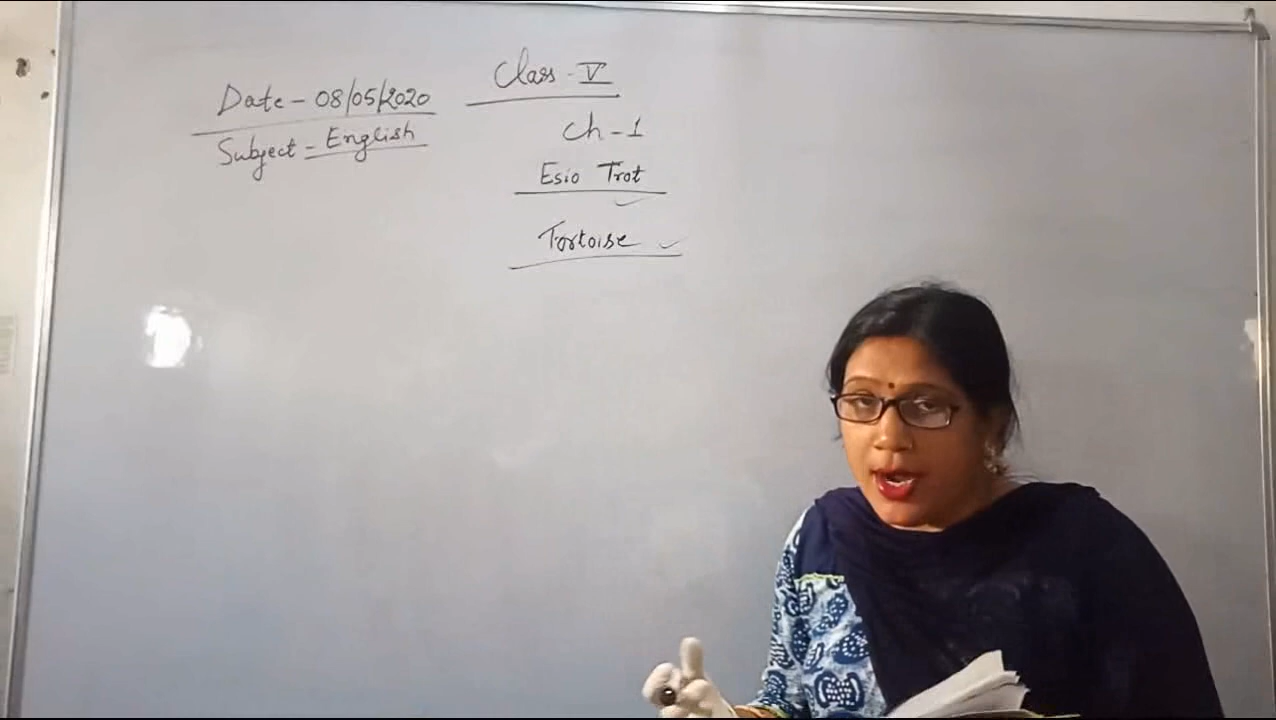 Class - V
Date - 08/05/2020
Subject - English
Ch - 1
Esio Trot
Tortoise